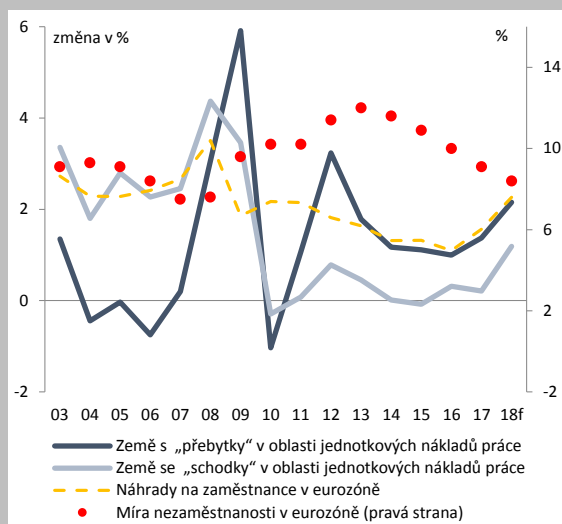 změna v %
%
6
4
2
0
-2
14
10
6
2
-2
03 04 05 06 07 08 09 10 11 12 13 14 15 16 17 18f
Země s „přebytky“ v oblasti jednotkových nákladů práce
Země se „schodky“ v oblasti jednotkových nákladů práce
Náhrady na zaměstnance v eurozóně
Míra nezaměstnanosti v eurozóně (pravá strana)